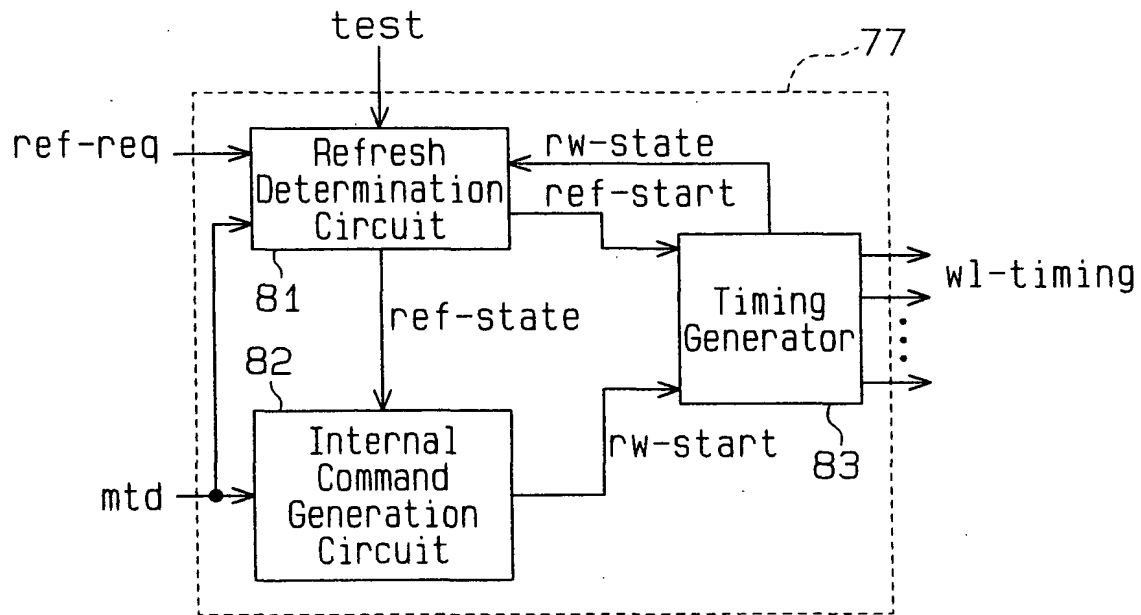 test
77
ref-req
Refresh
Determination
Circuit
rw-state
ref-start
81
ref-state
Timing
Generator
wl-timing
82
83
Internal
Command
Generation
Circuit
rw-start
mtd